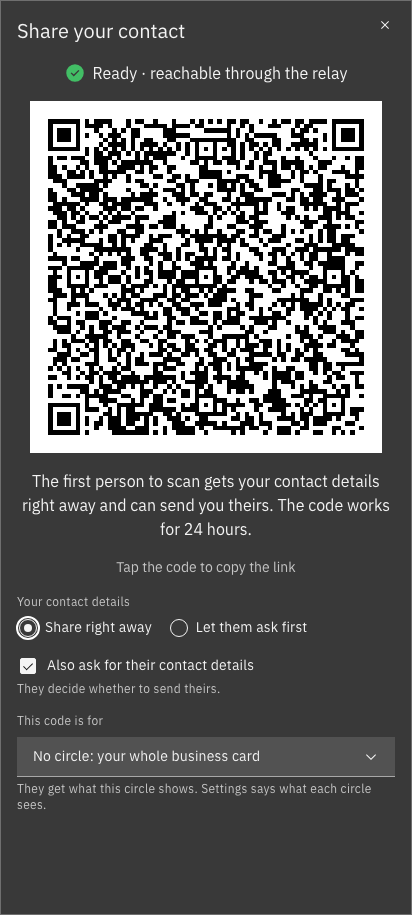 Share your contact
Ready · reachable through the relay
The first person to scan gets your contact details
right away and can send you theirs. The code works
for 24 hours.
Tap the code to copy the link
Your contact details
Share right away
Let them ask first
Also ask for their contact details
They decide whether to send theirs.
This code is for
No circle: your whole business card
They get what this circle shows. Settings says what each circle
sees.